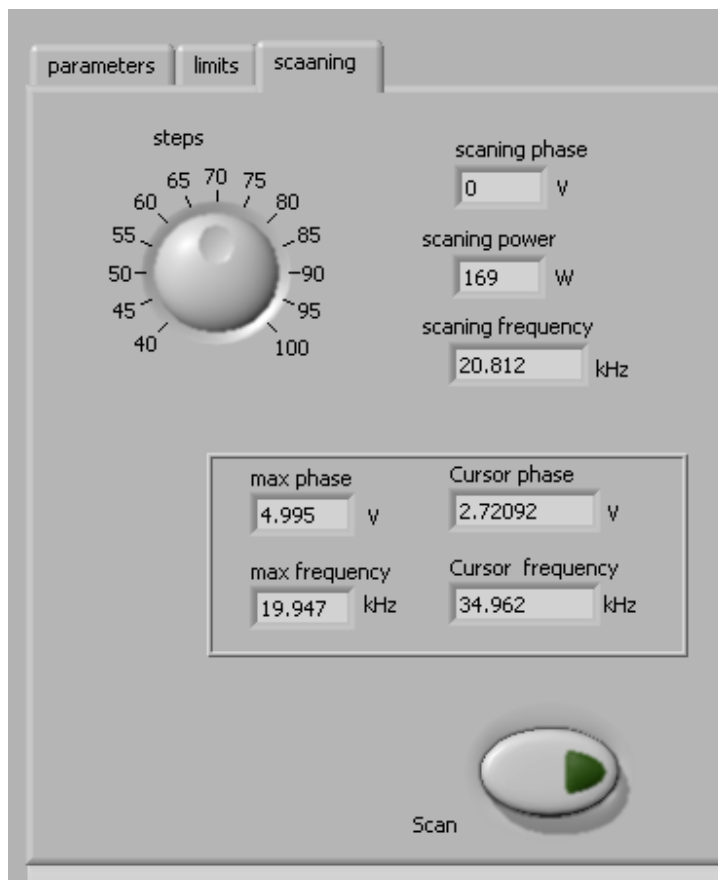 parameters limits scaaning
steps
40 45 50 55 60 65 70 75 80 85 90 95 100
scaning phase
0 V
scaning power
169 W
scaning frequency
20.812 kHz
max phase Cursor phase
4.995 V 2.72092 V
max frequency Cursor frequency
19.947 kHz 34.962 kHz
Scan